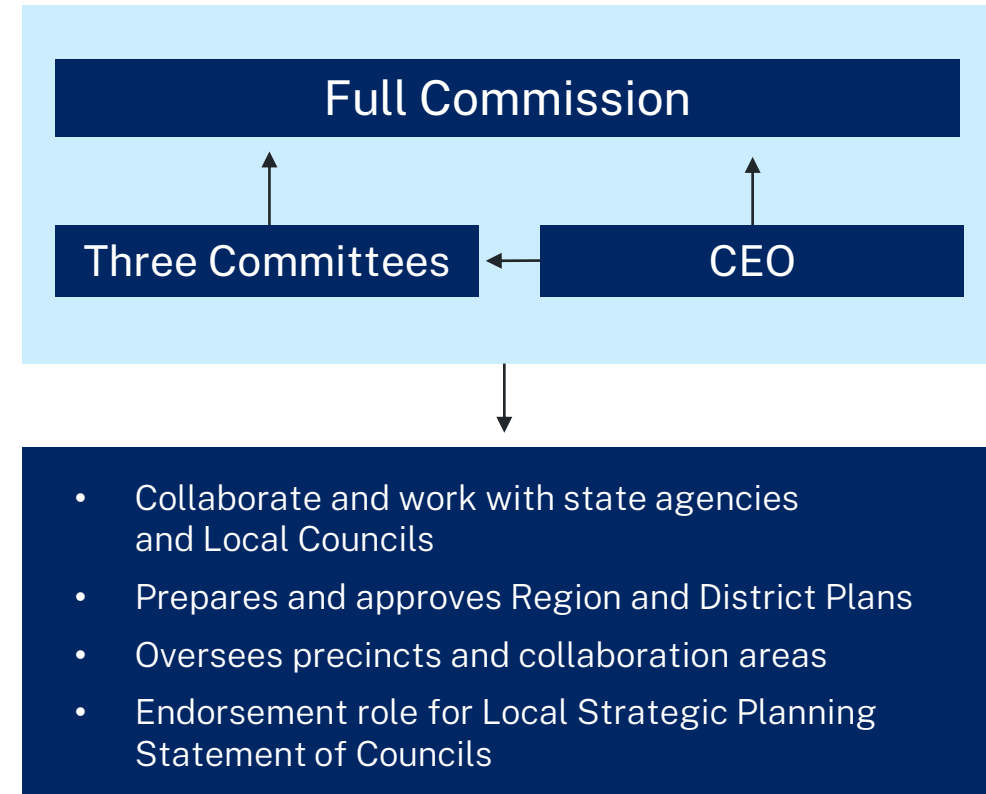 Full Commission
Three Committees
CEO
• Collaborate and work with state agencies
and Local Councils
• Prepares and approves Region and District Plans
• Oversees precincts and collaboration areas
• Endorsement role for Local Strategic Planning
Statement of Councils